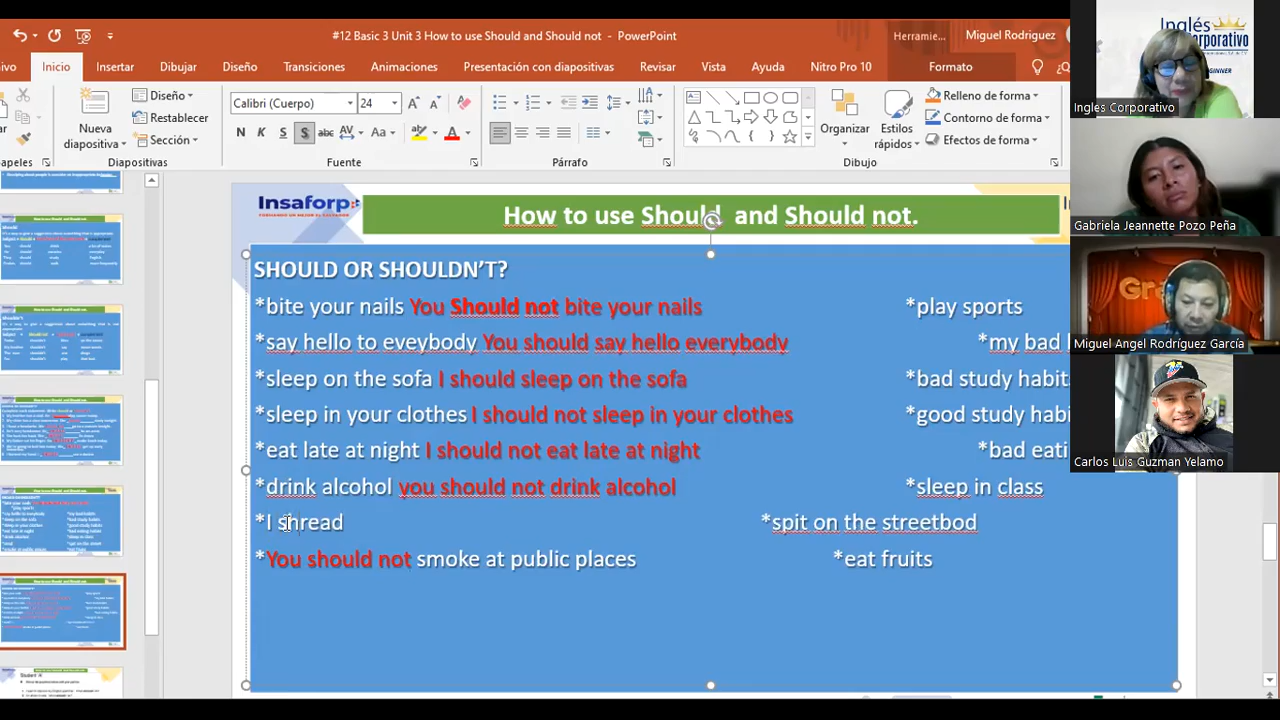 #12 Basic 3 Unit 3 How to use Should and Should not - PowerPoint
Herramie...
Miguel Rodriguez
Inicio
Insertar
Dibujar
Diseño
Transiciones
Animaciones
Presentación con diapositivas
Revisar
Vista
Ayuda
Nitro Pro 10
Formato
Nueva diapositiva
Diseño
Restablecer
Sección
Calibri (Cuerpo)
24
N K S S abc AV Aa
Organizar
Estilos rápidos
Relleno de forma
Contorno de forma
Efectos de forma
Diapositivas
Fuente
Párrafo
Dibujo
Insaforp
How to use Should and Should not.
SHOULD OR SHOULDN'T?
*bite your nails You Should not bite your nails *play sports
*say hello to eveybody You should say hello everybody *my bad
*sleep on the sofa I should sleep on the sofa *bad study habits
*sleep in your clothes I should not sleep in your clothes *good study habi
*eat late at night I should not eat late at night *bad eati
*drink alcohol you should not drink alcohol *sleep in class
*I shread *spit on the streetbod
*You should not smoke at public places *eat fruits
Inglés
Corporativo
Ingles Corporativo
Gabriela Jeannette Pozo Peña
Miguel Angel Rodríguez García
Carlos Luis Guzman Yelamo